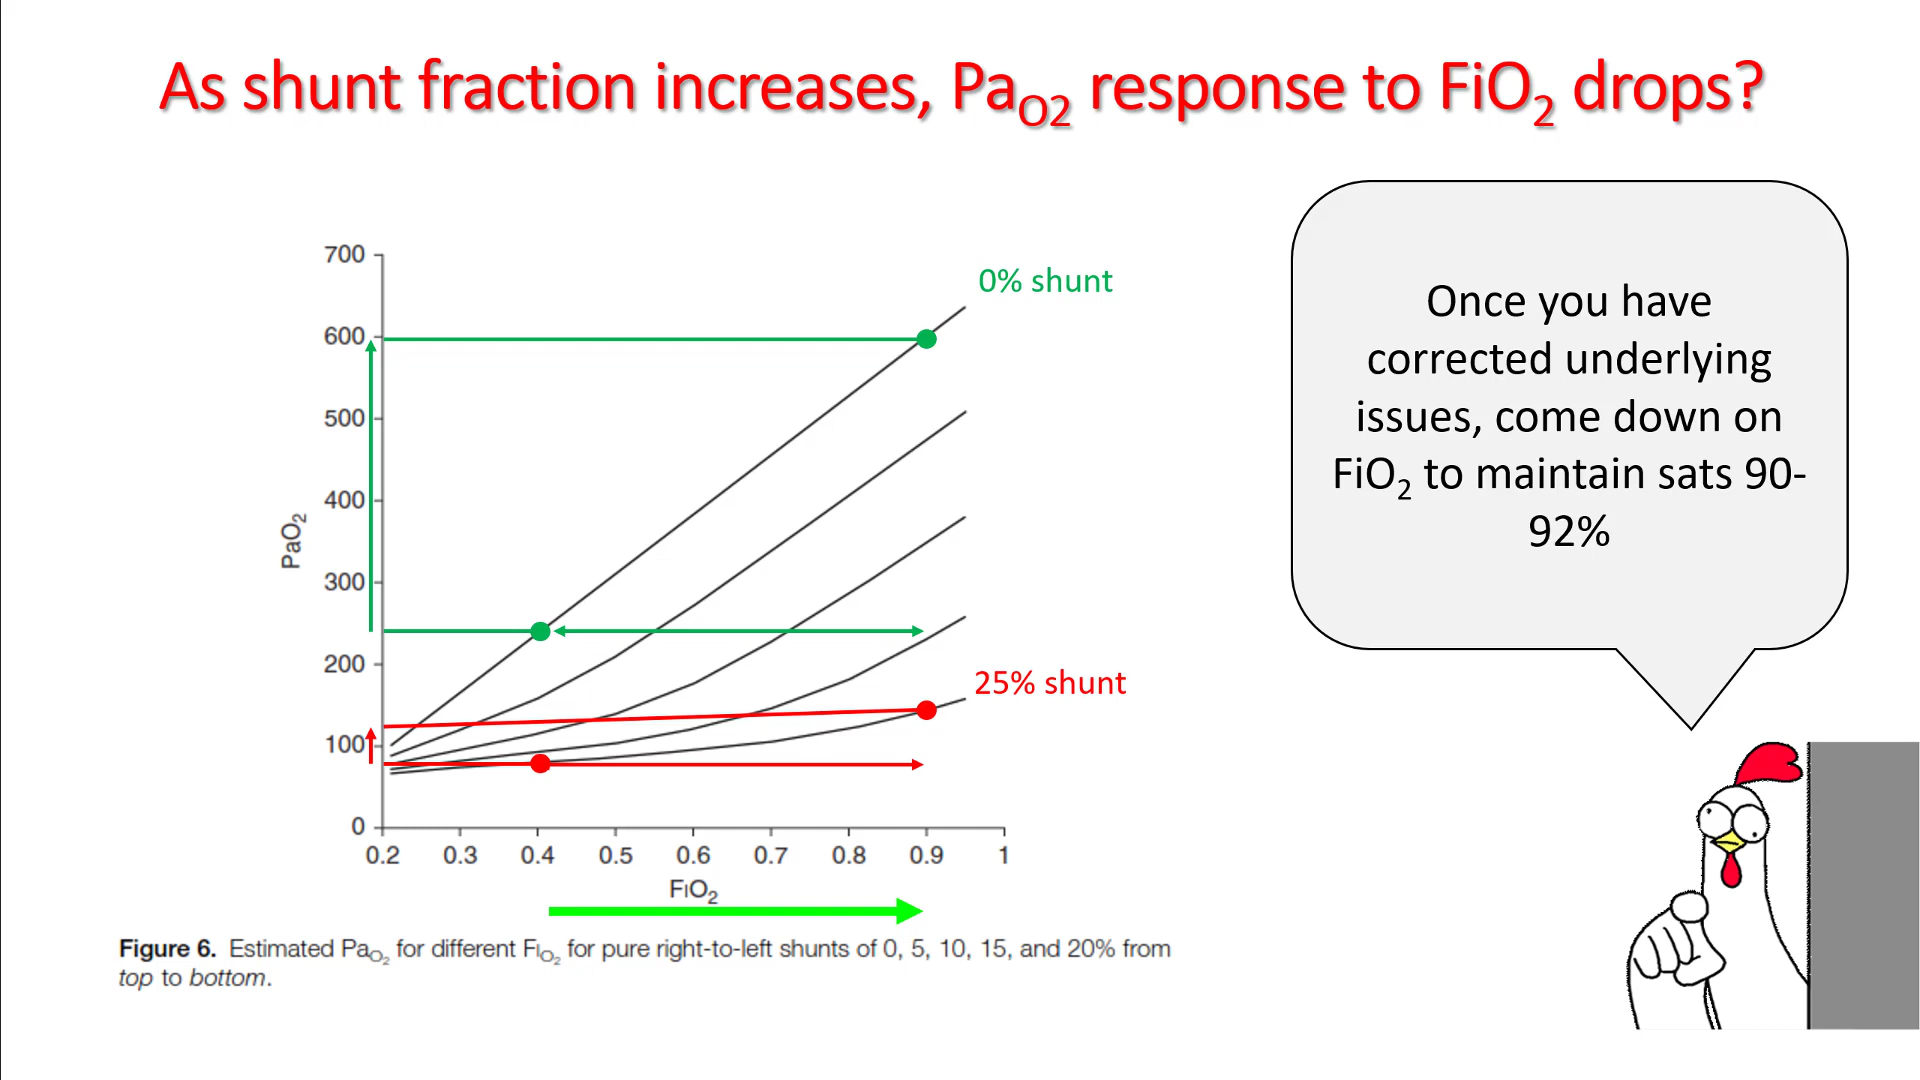 As shunt fraction increases, PaO2 response to FiO2 drops?
700
600
500
400
300
200
100
0
PaO2
0.2 0.3 0.4 0.5 0.6 0.7 0.8 0.9 1
FIO2
0% shunt
25% shunt
Once you have
corrected underlying
issues, come down on
FiO2 to maintain sats 90-
92%
Figure 6. Estimated PaO2 for different FIO2 for pure right-to-left shunts of 0, 5, 10, 15, and 20% from
top to bottom.